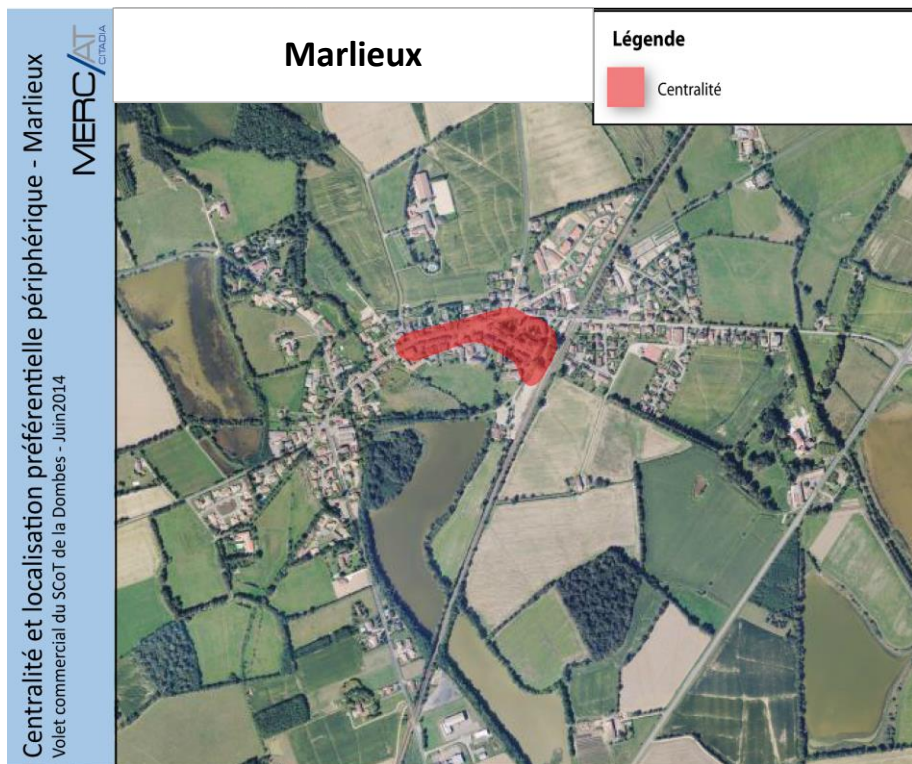 Centralité et localisation préférentielle périphérique - Marlieux
Volet commercial du SCoT de la Dombes - Juin2014
MERC/AT
CITADIA
Marlieux
Légende
Centralité